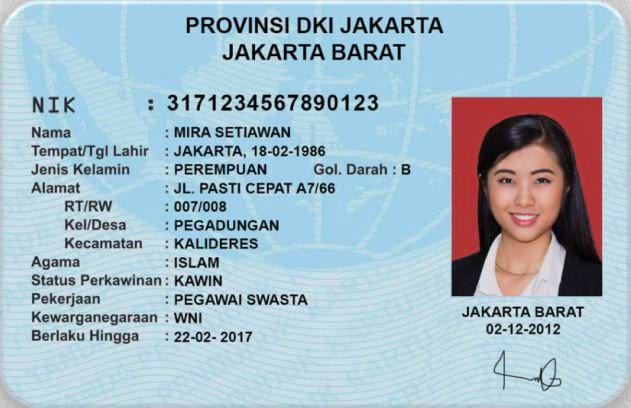 PROVINSI DKI JAKARTA
JAKARTA BARAT
NIK : 3171234567890123
Nama : MIRA SETIAWAN
Tempat/Tgl Lahir : JAKARTA, 18-02-1986
Jenis Kelamin : PEREMPUAN Gol. Darah : B
Alamat : JL. PASTI CEPAT A7/66
RT/RW : 007/008
Kel/Desa : PEGADUNGAN
Kecamatan : KALIDERES
Agama : ISLAM
Status Perkawinan : KAWIN
Pekerjaan : PEGAWAI SWASTA
Kewarganegaraan : WNI
Berlaku Hingga : 22-02- 2017
JAKARTA BARAT
02-12-2012